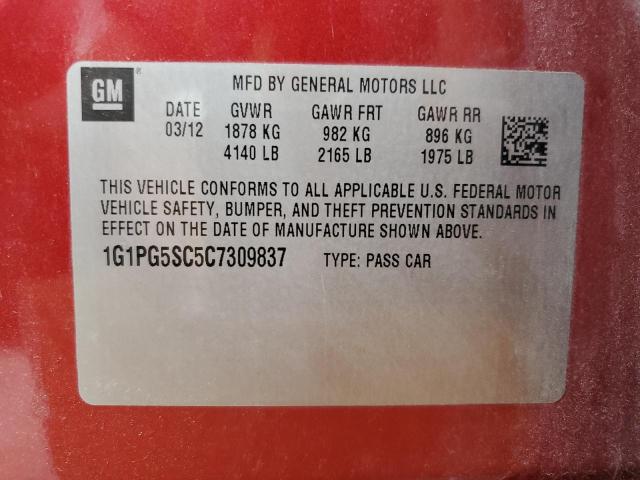 GM
MFD BY GENERAL MOTORS LLC
DATE GVWR GAWR FRT GAWR RR
03/12 1878 KG 982 KG 896 KG
4140 LB 2165 LB 1975 LB
THIS VEHICLE CONFORMS TO ALL APPLICABLE U.S. FEDERAL MOTOR
VEHICLE SAFETY, BUMPER, AND THEFT PREVENTION STANDARDS IN
EFFECT ON THE DATE OF MANUFACTURE SHOWN ABOVE.
1G1PG5SC5C7309837 TYPE: PASS CAR